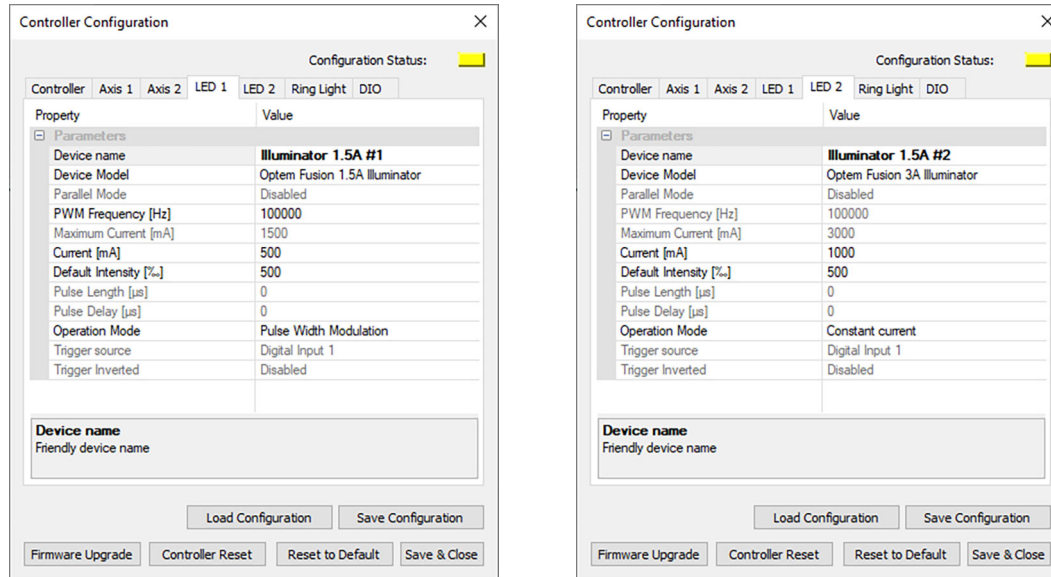 Controller Configuration
Configuration Status:
Controller Axis 1 Axis 2 LED 1 LED 2 Ring Light DIO
Property Value
Parameters
Device name Illuminator 1.5A #1
Device Model Optem Fusion 1.5A Illuminator
Parallel Mode Disabled
PWM Frequency [Hz] 100000
Maximum Current [mA] 1500
Current [mA] 500
Default Intensity [‰] 500
Pulse Length [µs] 0
Pulse Delay [µs] 0
Operation Mode Pulse Width Modulation
Trigger source Digital Input 1
Trigger Inverted Disabled
Device name
Friendly device name
Load Configuration Save Configuration
Firmware Upgrade Controller Reset Reset to Default Save & Close
Controller Configuration
Configuration Status:
Controller Axis 1 Axis 2 LED 1 LED 2 Ring Light DIO
Property Value
Parameters
Device name Illuminator 1.5A #2
Device Model Optem Fusion 3A Illuminator
Parallel Mode Disabled
PWM Frequency [Hz] 100000
Maximum Current [mA] 3000
Current [mA] 1000
Default Intensity [‰] 500
Pulse Length [µs] 0
Pulse Delay [µs] 0
Operation Mode Constant current
Trigger source Digital Input 1
Trigger Inverted Disabled
Device name
Friendly device name
Load Configuration Save Configuration
Firmware Upgrade Controller Reset Reset to Default Save & Close